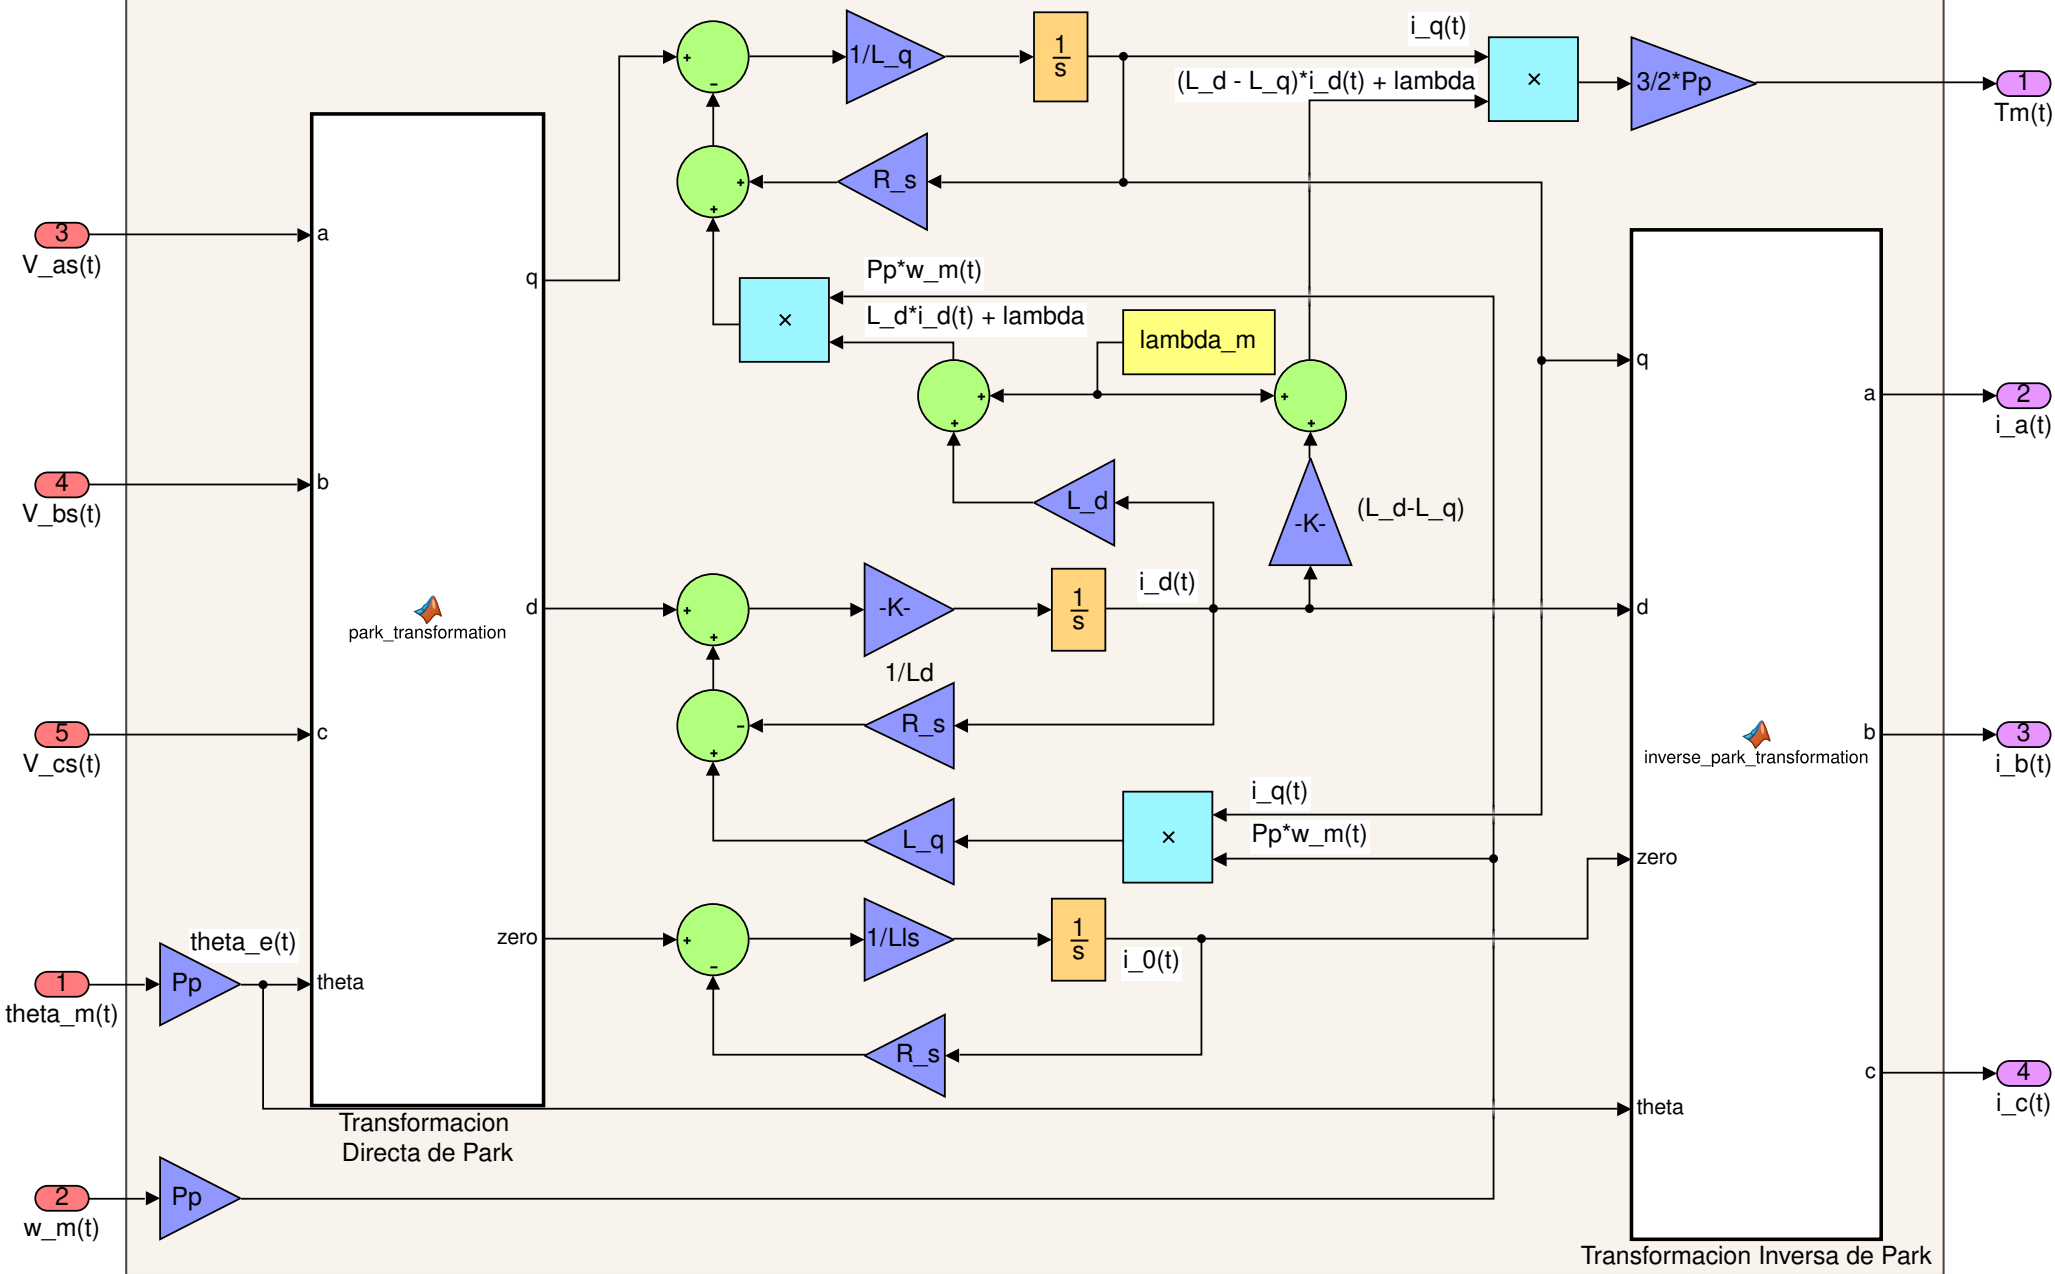 i_q(t)
1/L_q
1
s
×
3/2*Pp
1
Tm(t)
(L_d - L_q)*i_d(t) + lambda
R_s
3
V_as(t)
a
q
Pp*w_m(t)
×
L_d*i_d(t) + lambda
lambda_m
q
a
2
i_a(t)
4
V_bs(t)
b
L_d
-K-
(L_d-L_q)
park_transformation
d
-K-
1
s
i_d(t)
d
1/Ld
R_s
5
V_cs(t)
c
inverse_park_transformation
b
3
i_b(t)
L_q
×
i_q(t)
Pp*w_m(t)
zero
zero
1/Lls
1
s
i_0(t)
theta_e(t)
1
theta_m(t)
Pp
theta
R_s
c
4
i_c(t)
theta
Transformacion
Directa de Park
2
w_m(t)
Pp
Transformacion Inversa de Park